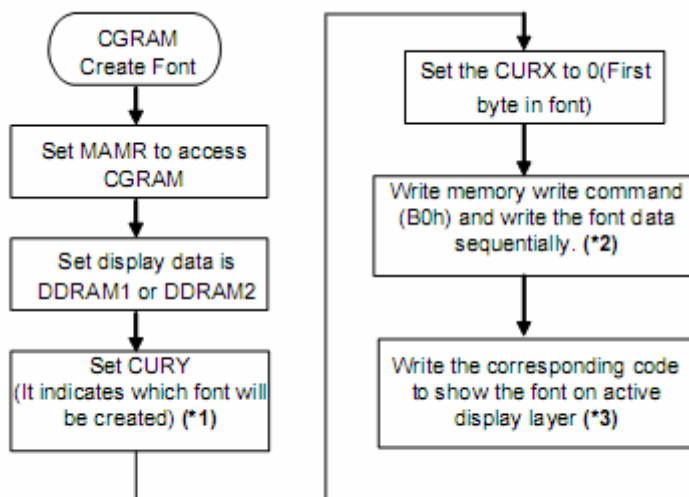 CGRAM
Create Font
Set MAMR to access
CGRAM
Set display data is
DDRAM1 or DDRAM2
Set CURY
(It indicates which font will
be created) (*1)
Set the CURX to 0(First
byte in font)
Write memory write command
(B0h) and write the font data
sequentially. (*2)
Write the corresponding code
to show the font on active
display layer (*3)